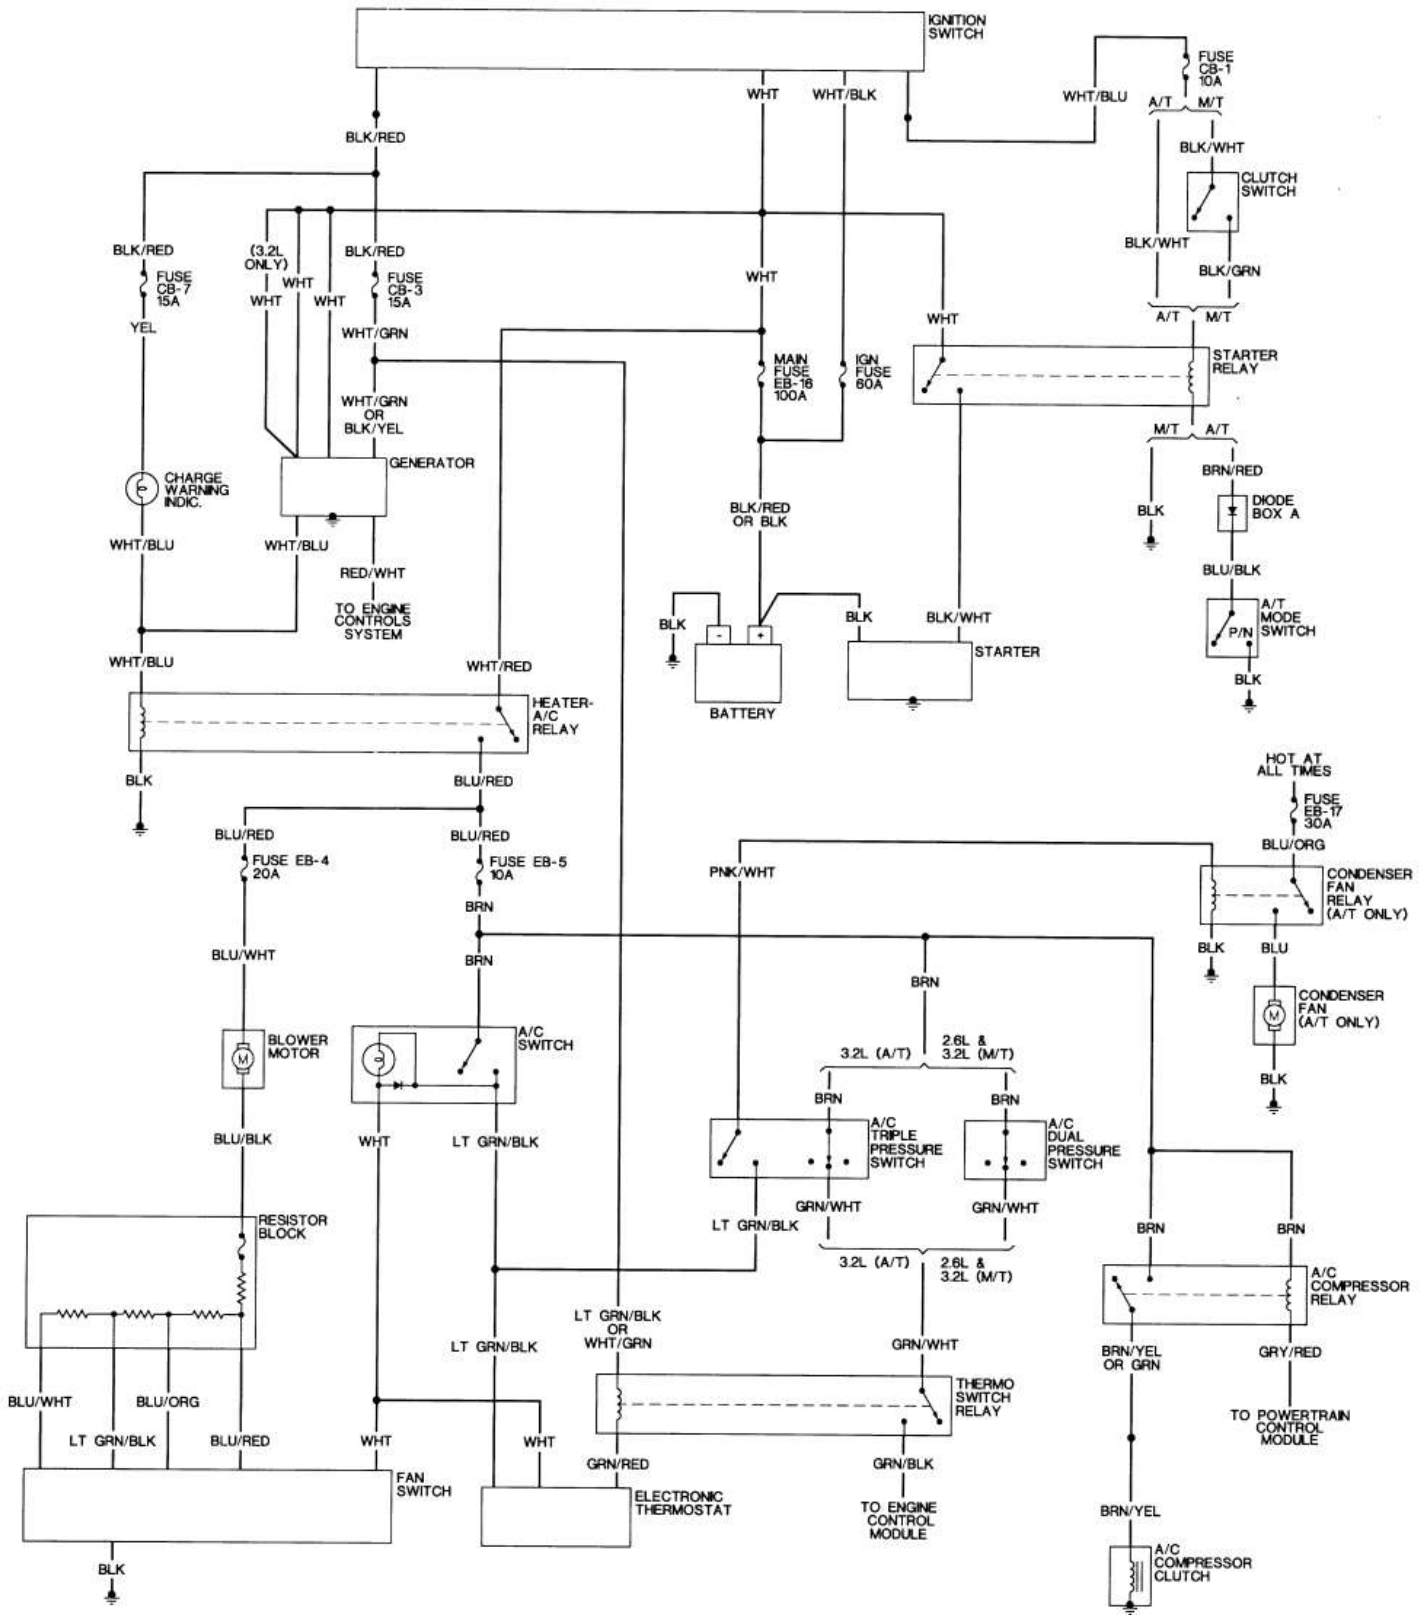 IGNITION
SWITCH
FUSE
CB-1
10A
WHT
WHT/BLK
WHT/BLU
A/T
M/T
BLK/RED
BLK/WHT
CLUTCH
SWITCH
BLK/RED
(3.2L
ONLY)
BLK/RED
BLK/WHT
BLK/GRN
FUSE
CB-7
15A
WHT
WHT
WHT
FUSE
CB-3
15A
WHT
YEL
WHT/GRN
WHT
A/T
M/T
STARTER
RELAY
MAIN
FUSE
EB-16
100A
IGN
FUSE
60A
WHT/GRN
OR
BLK/YEL
M/T
A/T
GENERATOR
BRN/RED
CHARGE
WARNING
INDIC.
BLK/RED
OR BLK
BLK
DIODE
BOX A
WHT/BLU
WHT/BLU
RED/WHT
BLU/BLK
TO ENGINE
CONTROLS
SYSTEM
BLK
-
+
BLK
BLK/WHT
A/T
MODE
SWITCH
P/N
WHT/BLU
WHT/RED
STARTER
BLK
BATTERY
HEATER-
A/C
RELAY
BLK
BLU/RED
HOT AT
ALL TIMES
FUSE
EB-17
30A
BLU/RED
BLU/RED
BLU/ORG
FUSE EB-4
20A
FUSE EB-5
10A
PNK/WHT
CONDENSER
FAN
RELAY
(A/T ONLY)
BRN
BLU/WHT
BRN
BLK
BLU
BRN
CONDENSER
FAN
(A/T ONLY)
M
BLOWER
MOTOR
M
A/C
SWITCH
3.2L (A/T)
2.6L &
3.2L (M/T)
BLK
BRN
BRN
BLU/BLK
WHT
LT GRN/BLK
A/C
TRIPLE
PRESSURE
SWITCH
A/C
DUAL
PRESSURE
SWITCH
RESISTOR
BLOCK
LT GRN/BLK
GRN/WHT
GRN/WHT
BRN
BRN
3.2L (A/T)
2.6L &
3.2L (M/T)
A/C
COMPRESSOR
RELAY
LT GRN/BLK
LT GRN/BLK
OR
WHT/GRN
GRN/WHT
BRN/YEL
OR GRN
GRY/RED
BLU/WHT
BLU/ORG
THERMO
SWITCH
RELAY
TO POWERTRAIN
CONTROL
MODULE
LT GRN/BLK
BLU/RED
WHT
WHT
GRN/RED
GRN/BLK
FAN
SWITCH
ELECTRONIC
THERMOSTAT
TO ENGINE
CONTROL
MODULE
BRN/YEL
BLK
A/C
COMPRESSOR
CLUTCH